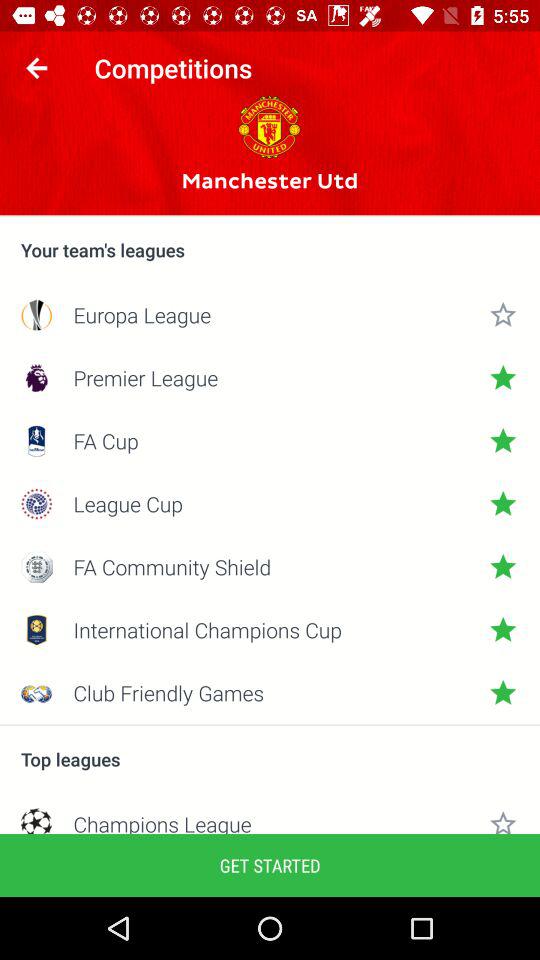 SA 5:55
Competitions
MANCHESTER
UNITED
Manchester Utd
Your team's leagues
Europa League
Premier League
FA Cup
League Cup
FA Community Shield
International Champions Cup
Club Friendly Games
Top leagues
Champions League
GET STARTED